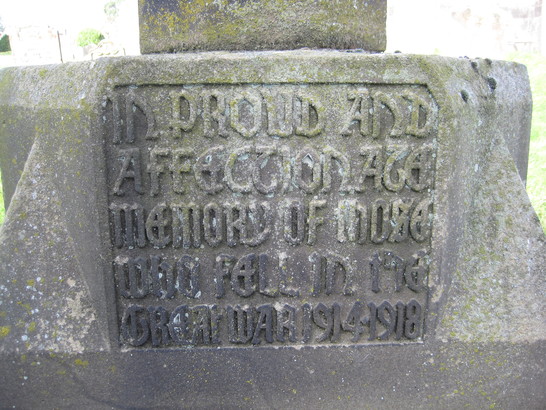 IN PROUD AND
AFFECTIONATE
MEMORY OF THOSE
WHO FELL IN THE
GREAT WAR 1914-1918